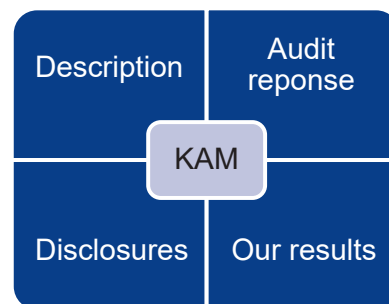 Description
Audit
reponse
KAM
Disclosures
Our results